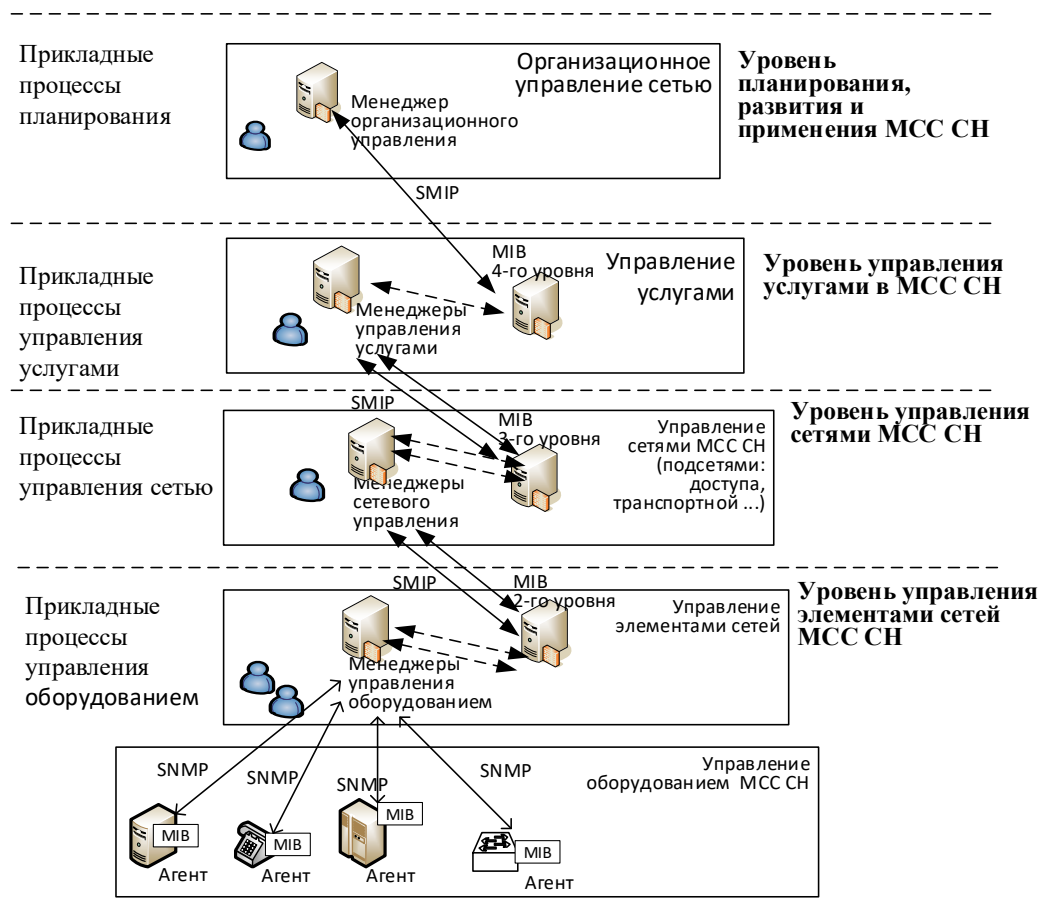 Прикладные
процессы
планирования
Организационное
управление сетью
Менеджер
организационного
управления
Уровень
планирования,
развития и
применения МСС СН
SMIP
Прикладные
процессы
управления
услугами
MIB
4-го уровня
Управление
услугами
Менеджеры
управления
услугами
Уровень управления
услугами в МСС СН
SMIP
Прикладные
процессы
управления сетью
MIB
3-го уровня
Управление
сетями МСС СН
(подсетями:
доступа,
транспортной ...)
Менеджеры
сетевого
управления
Уровень управления
сетями МСС СН
SMIP
Прикладные
процессы
управления
оборудованием
MIB
2-го уровня
Управление
элементами сетей
Менеджеры
управления
оборудованием
Уровень управления
элементами сетей
МСС СН
Управление
оборудованием МСС СН
SNMP
SNMP
SNMP
SNMP
MIB
MIB
MIB
MIB
Агент
Агент
Агент
Агент